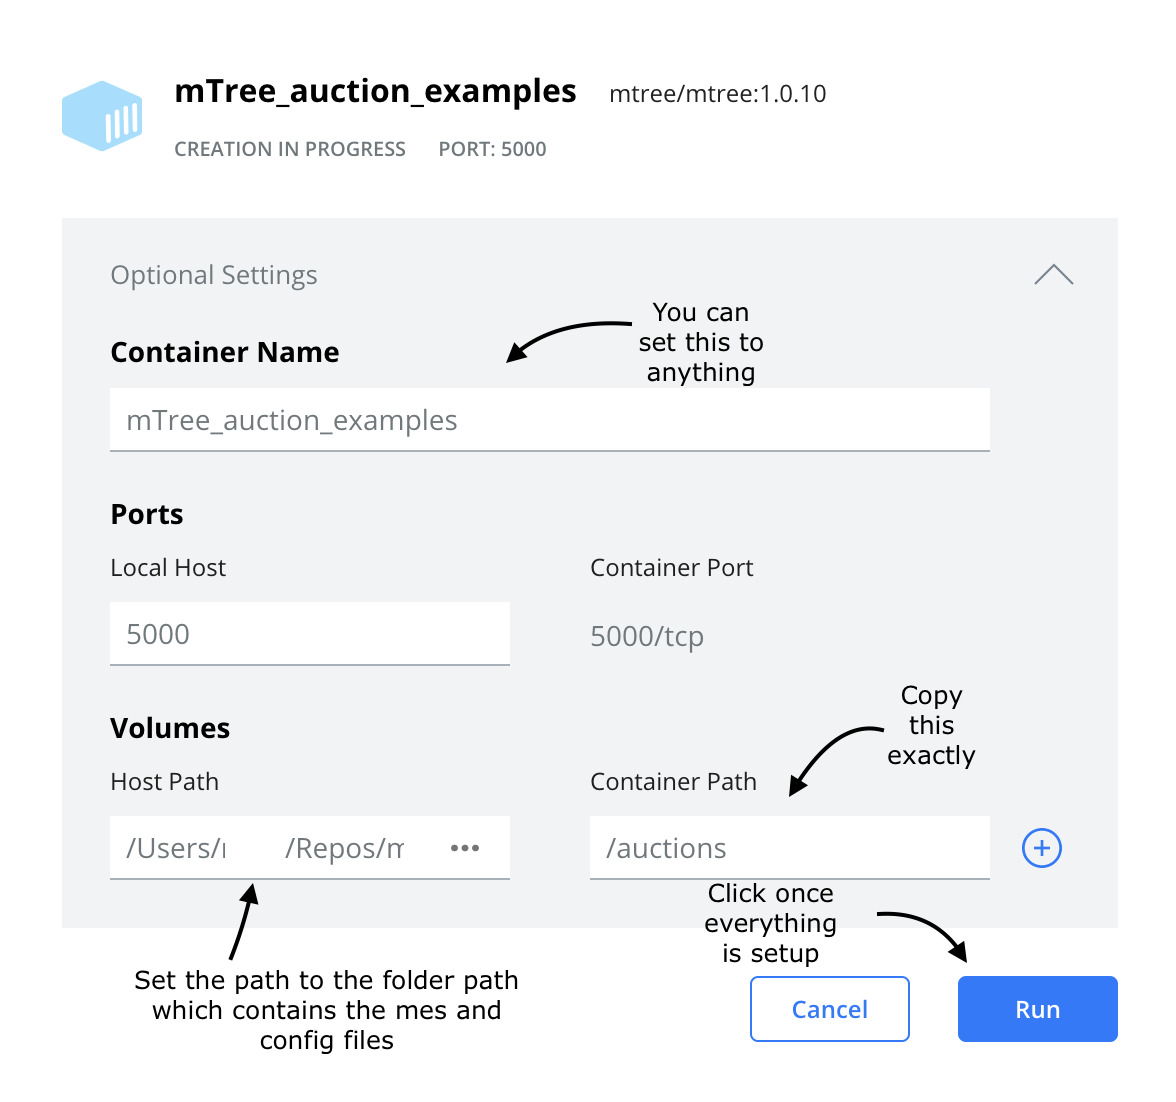 mTree_auction_examples mtree/mtree:1.0.10
CREATION IN PROGRESS PORT: 5000
Optional Settings
You can
set this to
anything
Container Name
mTree_auction_examples
Ports
Local Host Container Port
5000 5000/tcp
Copy
this
exactly
Volumes
Host Path Container Path
/Users/ /Repos/m ••• /auctions
Click once
everything
is setup
Set the path to the folder path
which contains the mes and
config files
Cancel Run